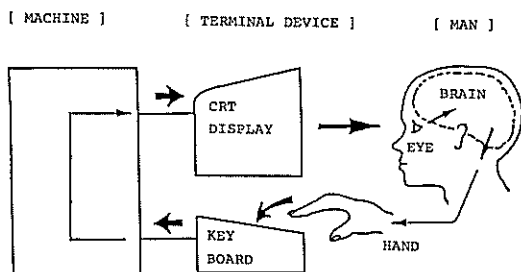 [ MACHINE ] [ TERMINAL DEVICE ] [ MAN ]
CRT
DISPLAY
BRAIN
EYE
KEY
BOARD
HAND